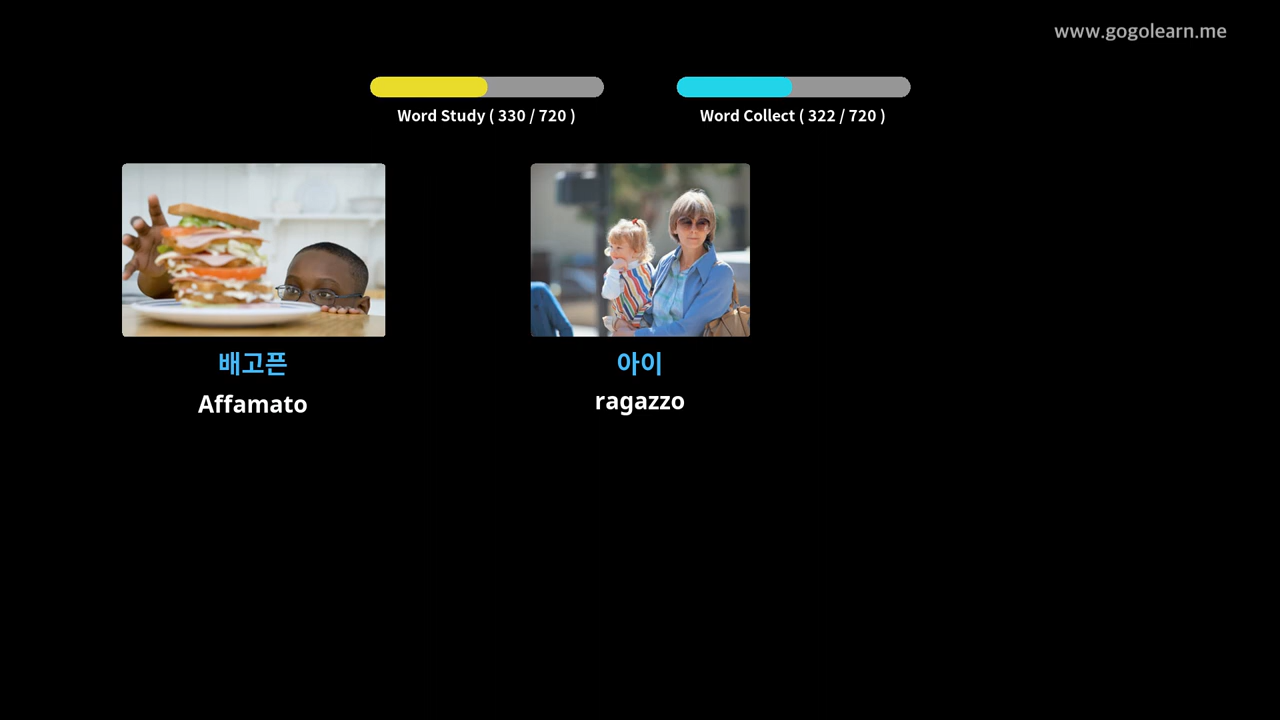 www.gogolearn.me
Word Study ( 330 / 720 )
Word Collect ( 322 / 720 )
배고픈
Affamato
아이
ragazzo